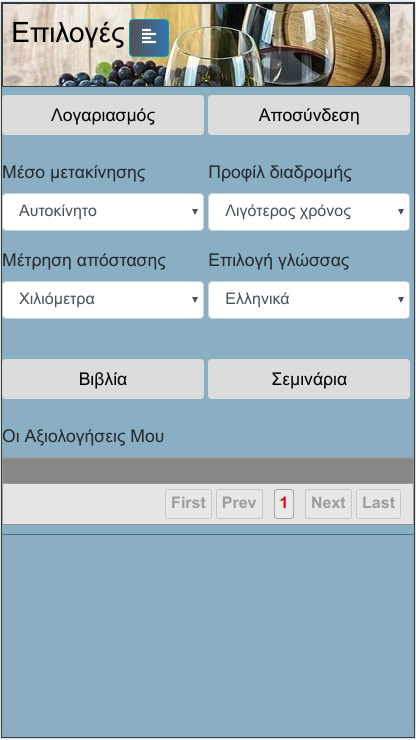 Επιλογές
Λογαριασμός Αποσύνδεση
Μέσο μετακίνησης Προφίλ διαδρομής
Αυτοκίνητο Λιγότερος χρόνος
Μέτρηση απόστασης Επιλογή γλώσσας
Χιλιόμετρα Ελληνικά
Βιβλία Σεμινάρια
Οι Αξιολογήσεις Μου
First Prev 1 Next Last